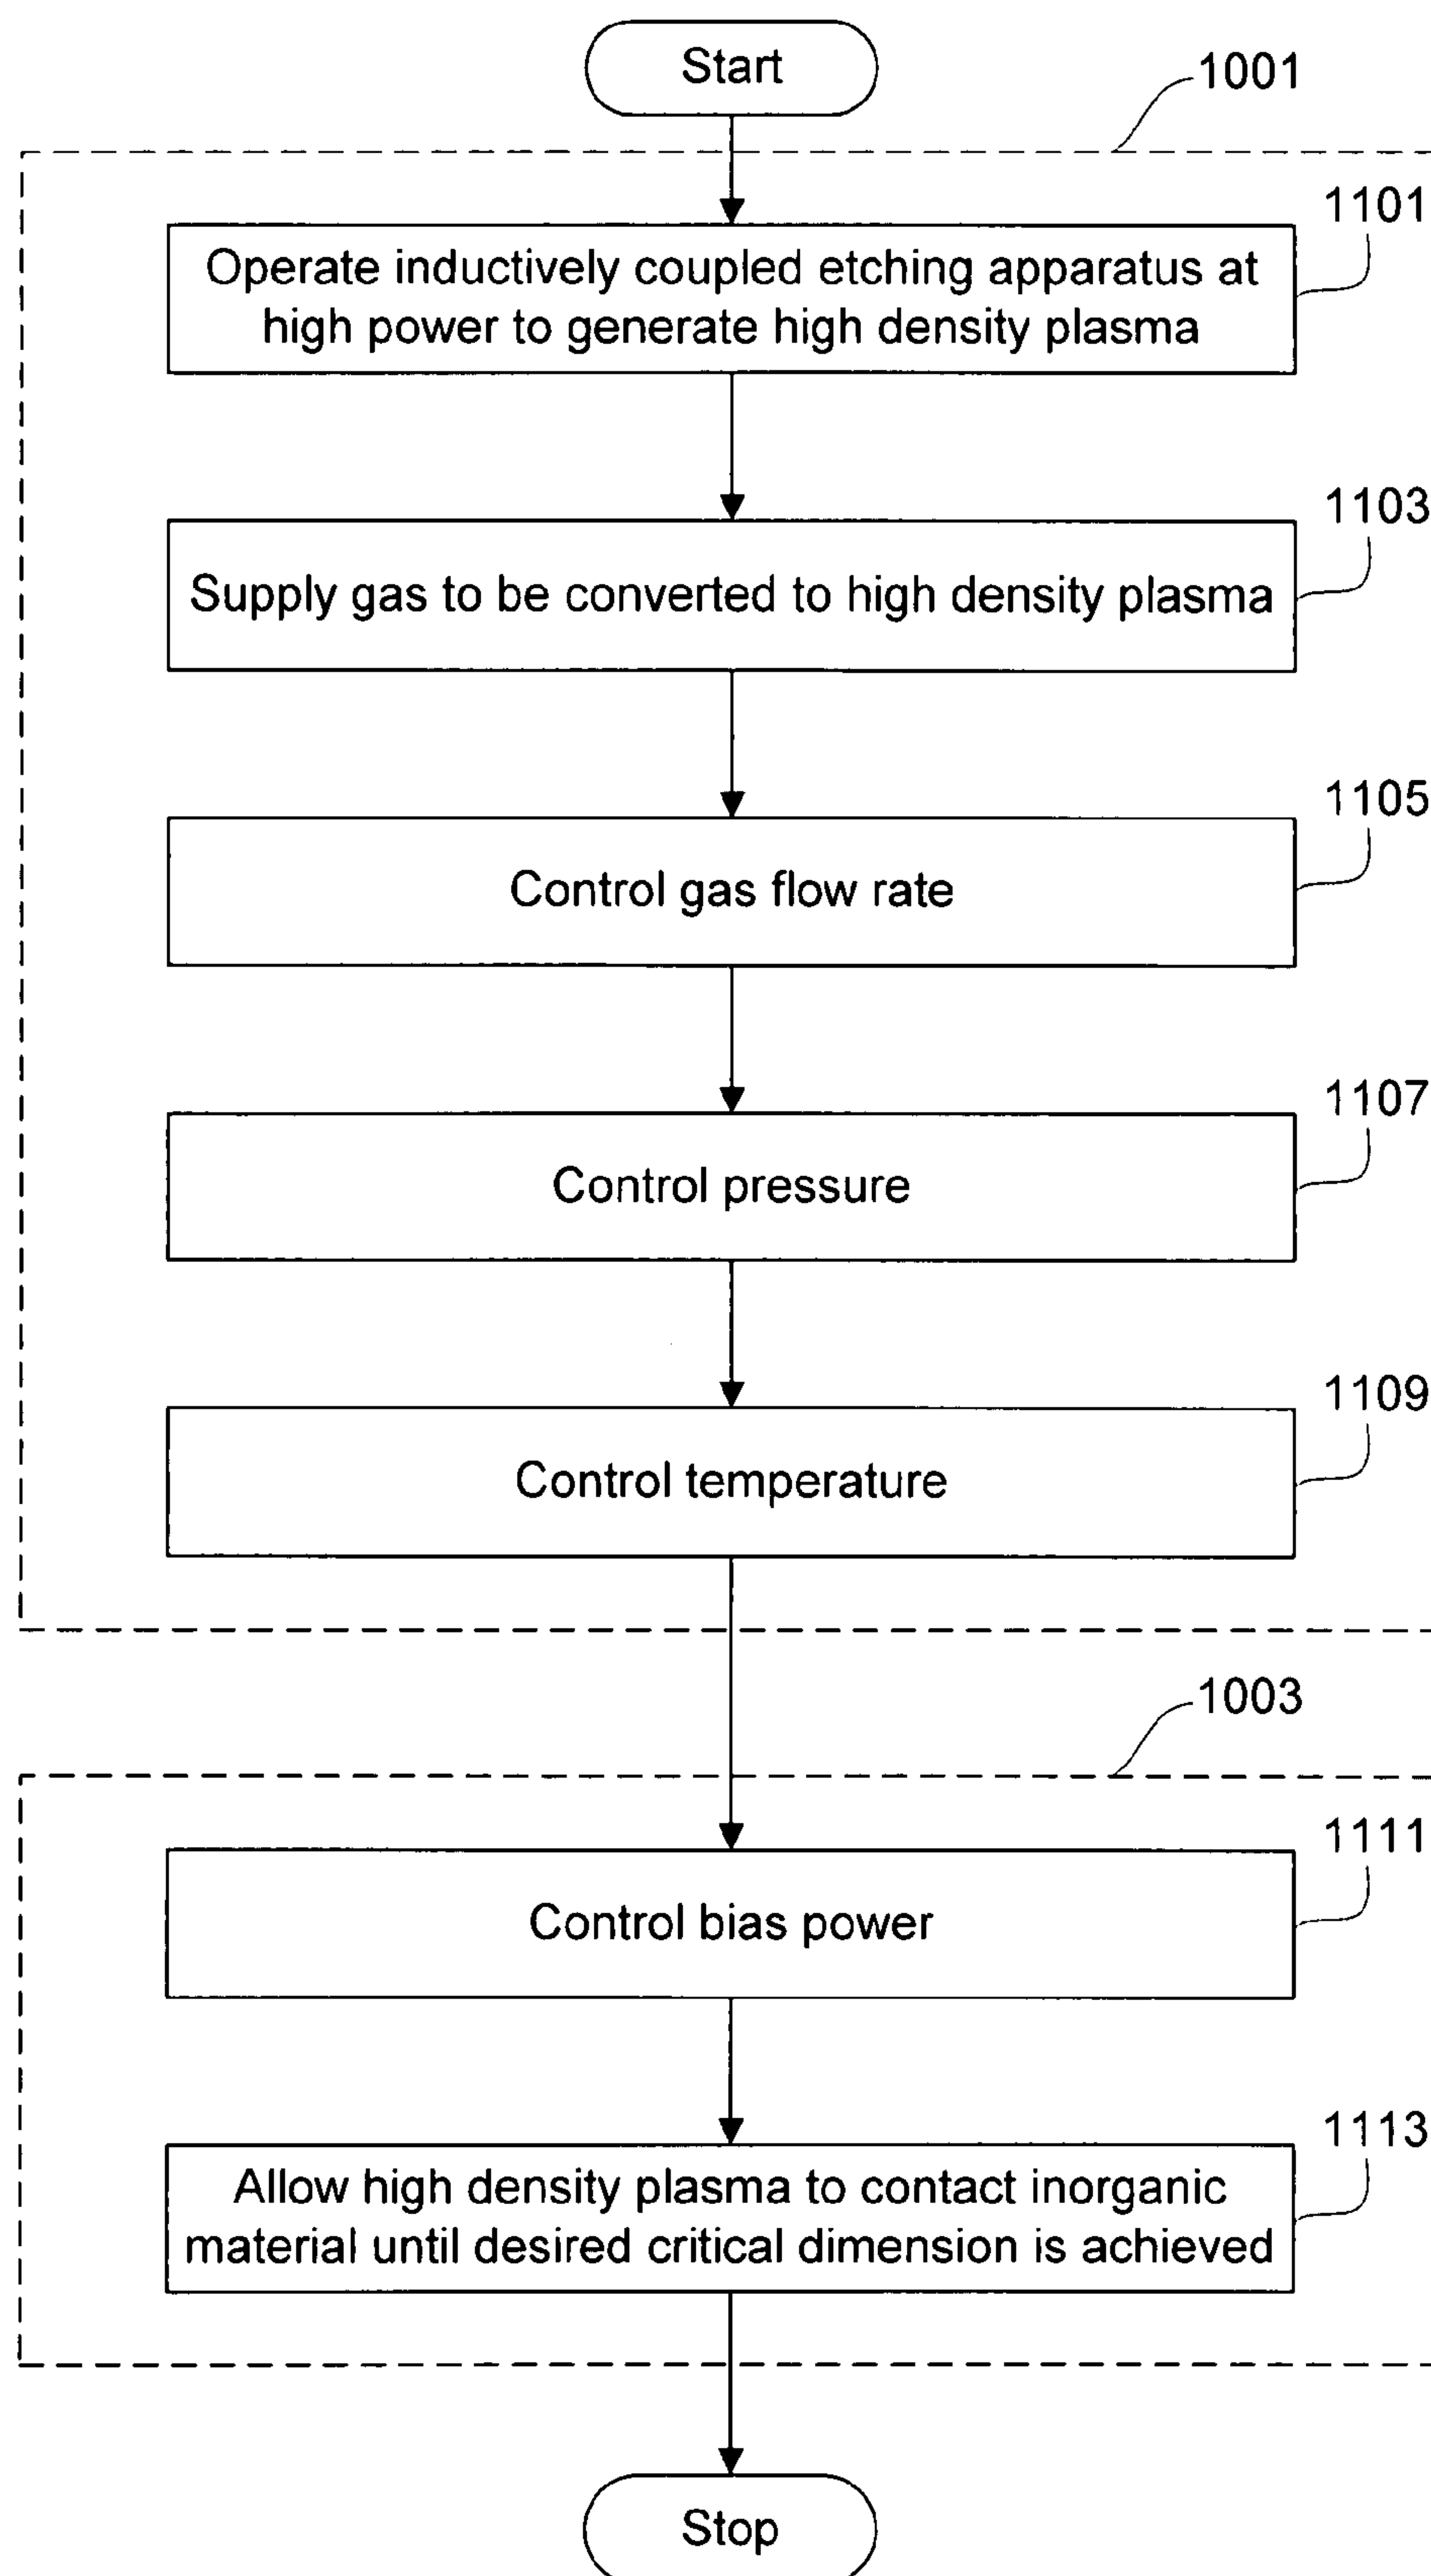 Start
1001
1101
Operate inductively coupled etching apparatus at
high power to generate high density plasma
1103
Supply gas to be converted to high density plasma
1105
Control gas flow rate
1107
Control pressure
1109
Control temperature
1003
1111
Control bias power
1113
Allow high density plasma to contact inorganic
material until desired critical dimension is achieved
Stop